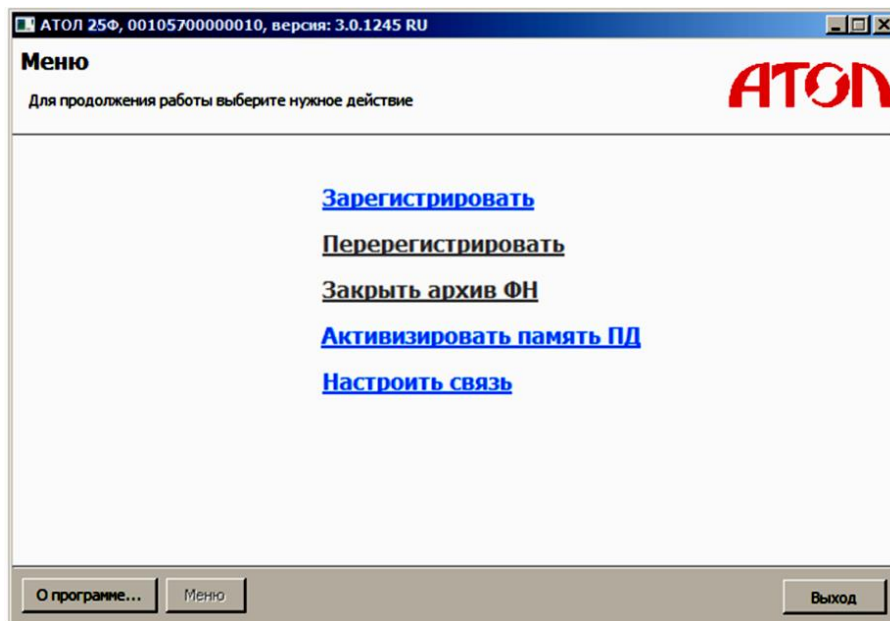 АТОЛ 25Ф, 00105700000010, версия: 3.0.1245 RU
Меню
Для продолжения работы выберите нужное действие
АТОЛ
Зарегистрировать
Перерегистрировать
Закрыть архив ФН
Активизировать память ПД
Настроить связь
О программе... Меню Выход